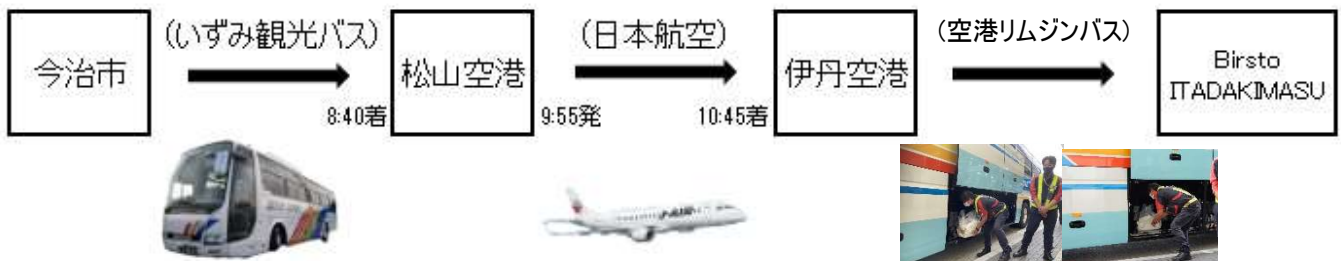 (いずみ観光バス)
(日本航空)
(空港リムジンバス)
今治市
松山空港
伊丹空港
Birsto
ITADAKIMASU
8:40着
9:55発
10:45着